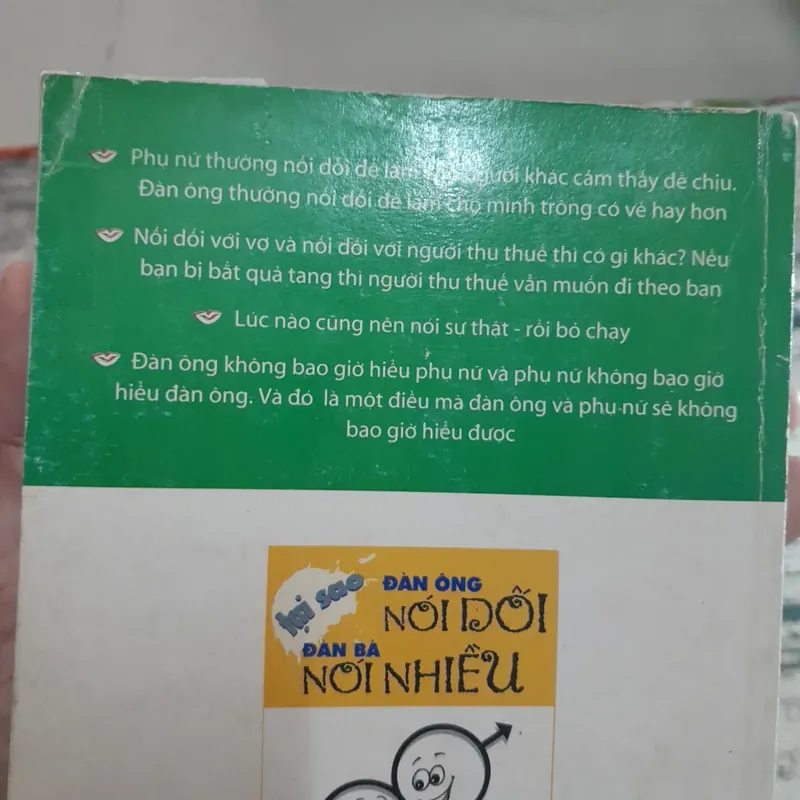 Phụ nữ thường nói dối để làm cho người khác cảm thấy dễ chịu.
Đàn ông thường nói dối để làm cho mình trông có vẻ hay hơn
Nói dối với vợ và nói dối với người thu thuế thì có gì khác? Nếu
bạn bị bắt quả tang thì người thu thuế vẫn muốn đi theo bạn
Lúc nào cũng nên nói sự thật - rồi bỏ chạy
Đàn ông không bao giờ hiểu phụ nữ và phụ nữ không bao giờ
hiểu đàn ông. Và đó là một điều mà đàn ông và phụ nữ sẽ không
bao giờ hiểu được
tại sao
ĐÀN ÔNG
NÓI DỐI
ĐÀN BÀ
NÓI NHIỀU